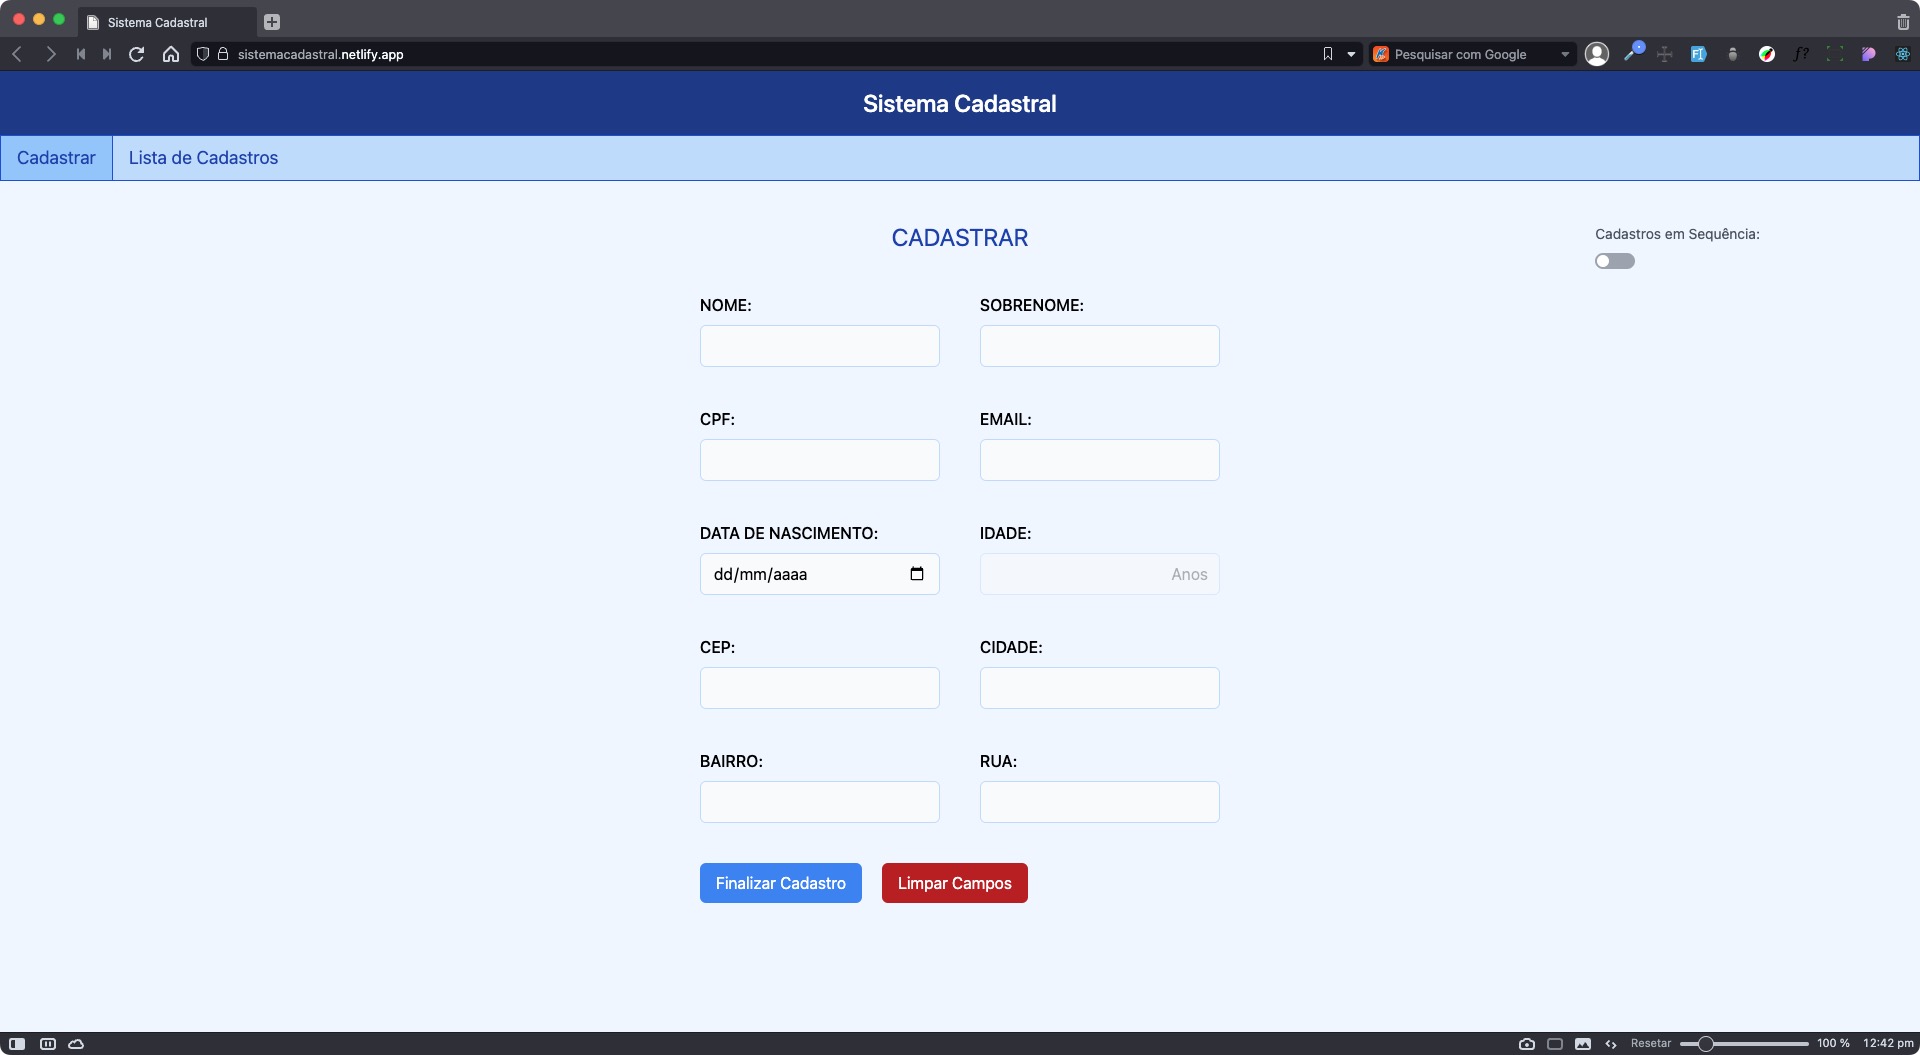 Sistema Cadastral
sistemacadastral.netlify.app
Pesquisar com Google
Sistema Cadastral
Cadastrar
Lista de Cadastros
CADASTRAR
Cadastros em Sequência:
NOME:
SOBRENOME:
CPF:
EMAIL:
DATA DE NASCIMENTO:
IDADE:
dd/mm/aaaa
Anos
CEP:
CIDADE:
BAIRRO:
RUA:
Finalizar Cadastro
Limpar Campos
Resetar
100 %
12:42 pm